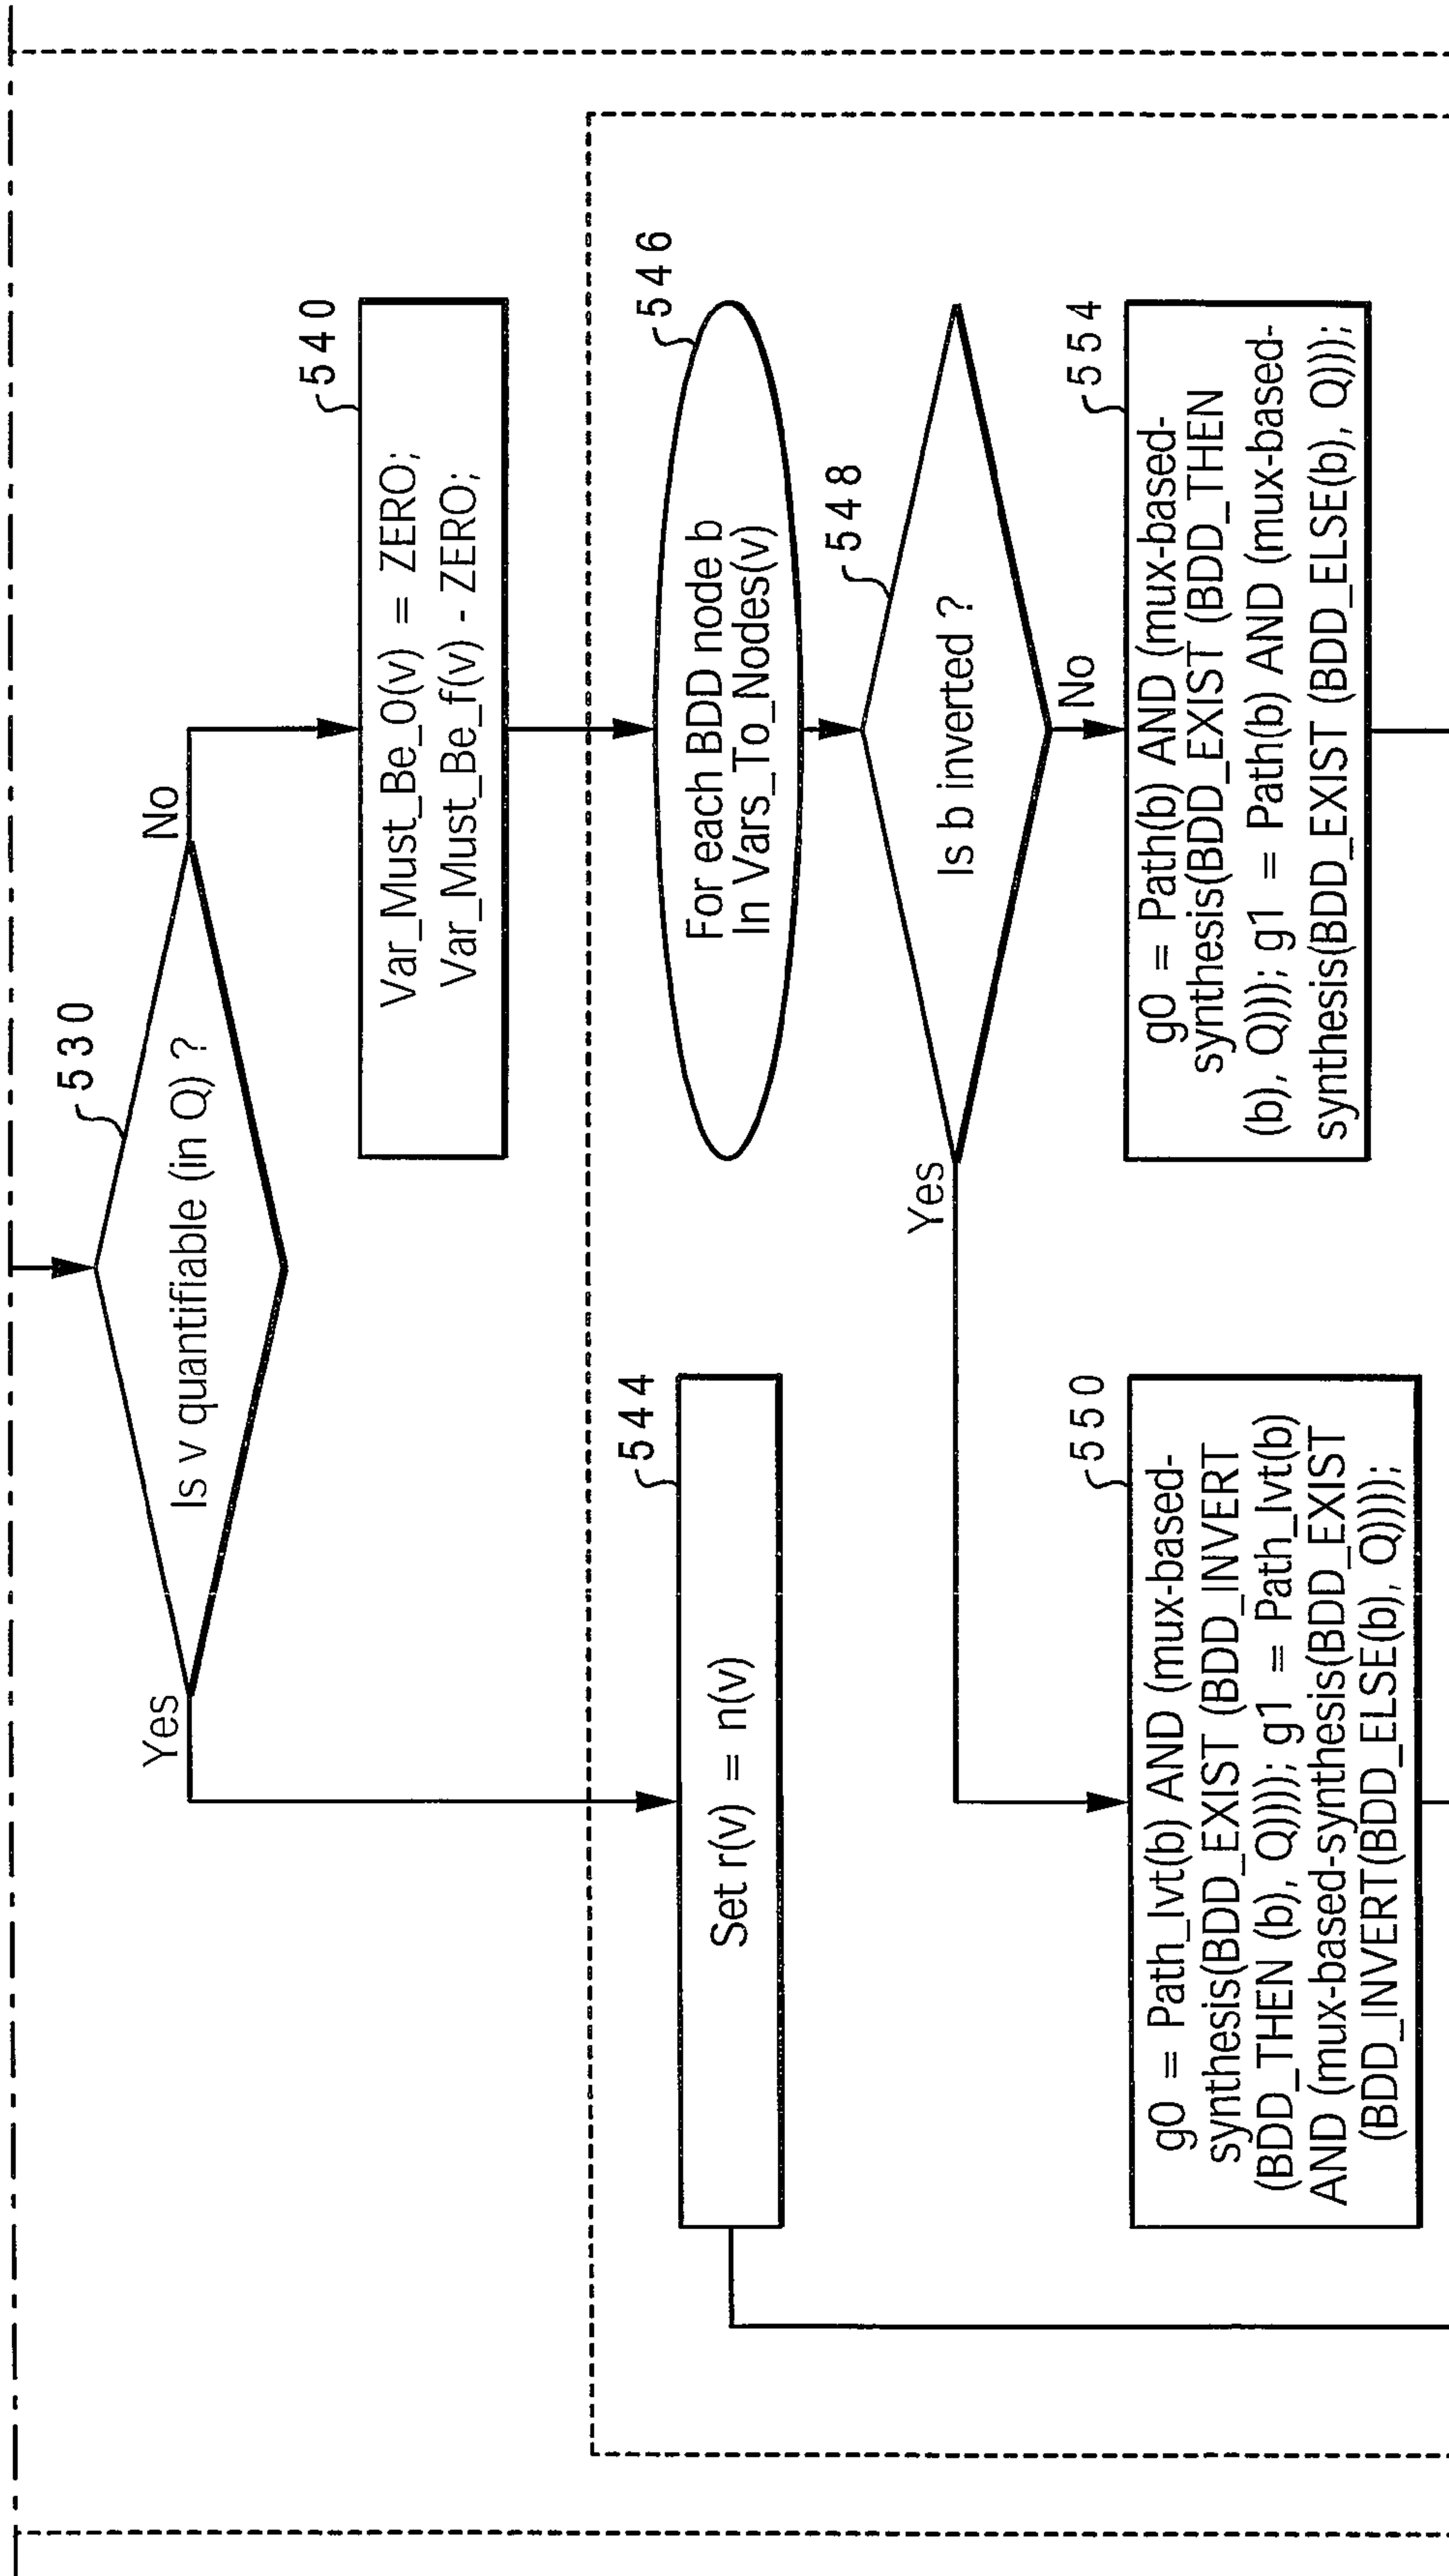 530
Is v quantifiable (in Q) ?
Yes
No
540
Var_Must_Be_0(v) = ZERO;
Var_Must_Be_f(v) - ZERO;
544
Set r(v) = n(v)
546
For each BDD node b
In Vars_To_Nodes(v)
548
Is b inverted ?
Yes
No
550
g0 = Path_Ivt(b) AND (mux-based-
synthesis(BDD_EXIST (BDD_INVERT
(BDD_THEN (b), Q)))); g1 = Path_Ivt(b)
AND (mux-based-synthesis(BDD_EXIST
(BDD_INVERT(BDD_ELSE(b), Q)))));
554
g0 = Path(b) AND (mux-based-
synthesis(BDD_EXIST (BDD_THEN
(b), Q))); g1 = Path(b) AND (mux-based-
synthesis(BDD_EXIST (BDD_ELSE(b), Q))));